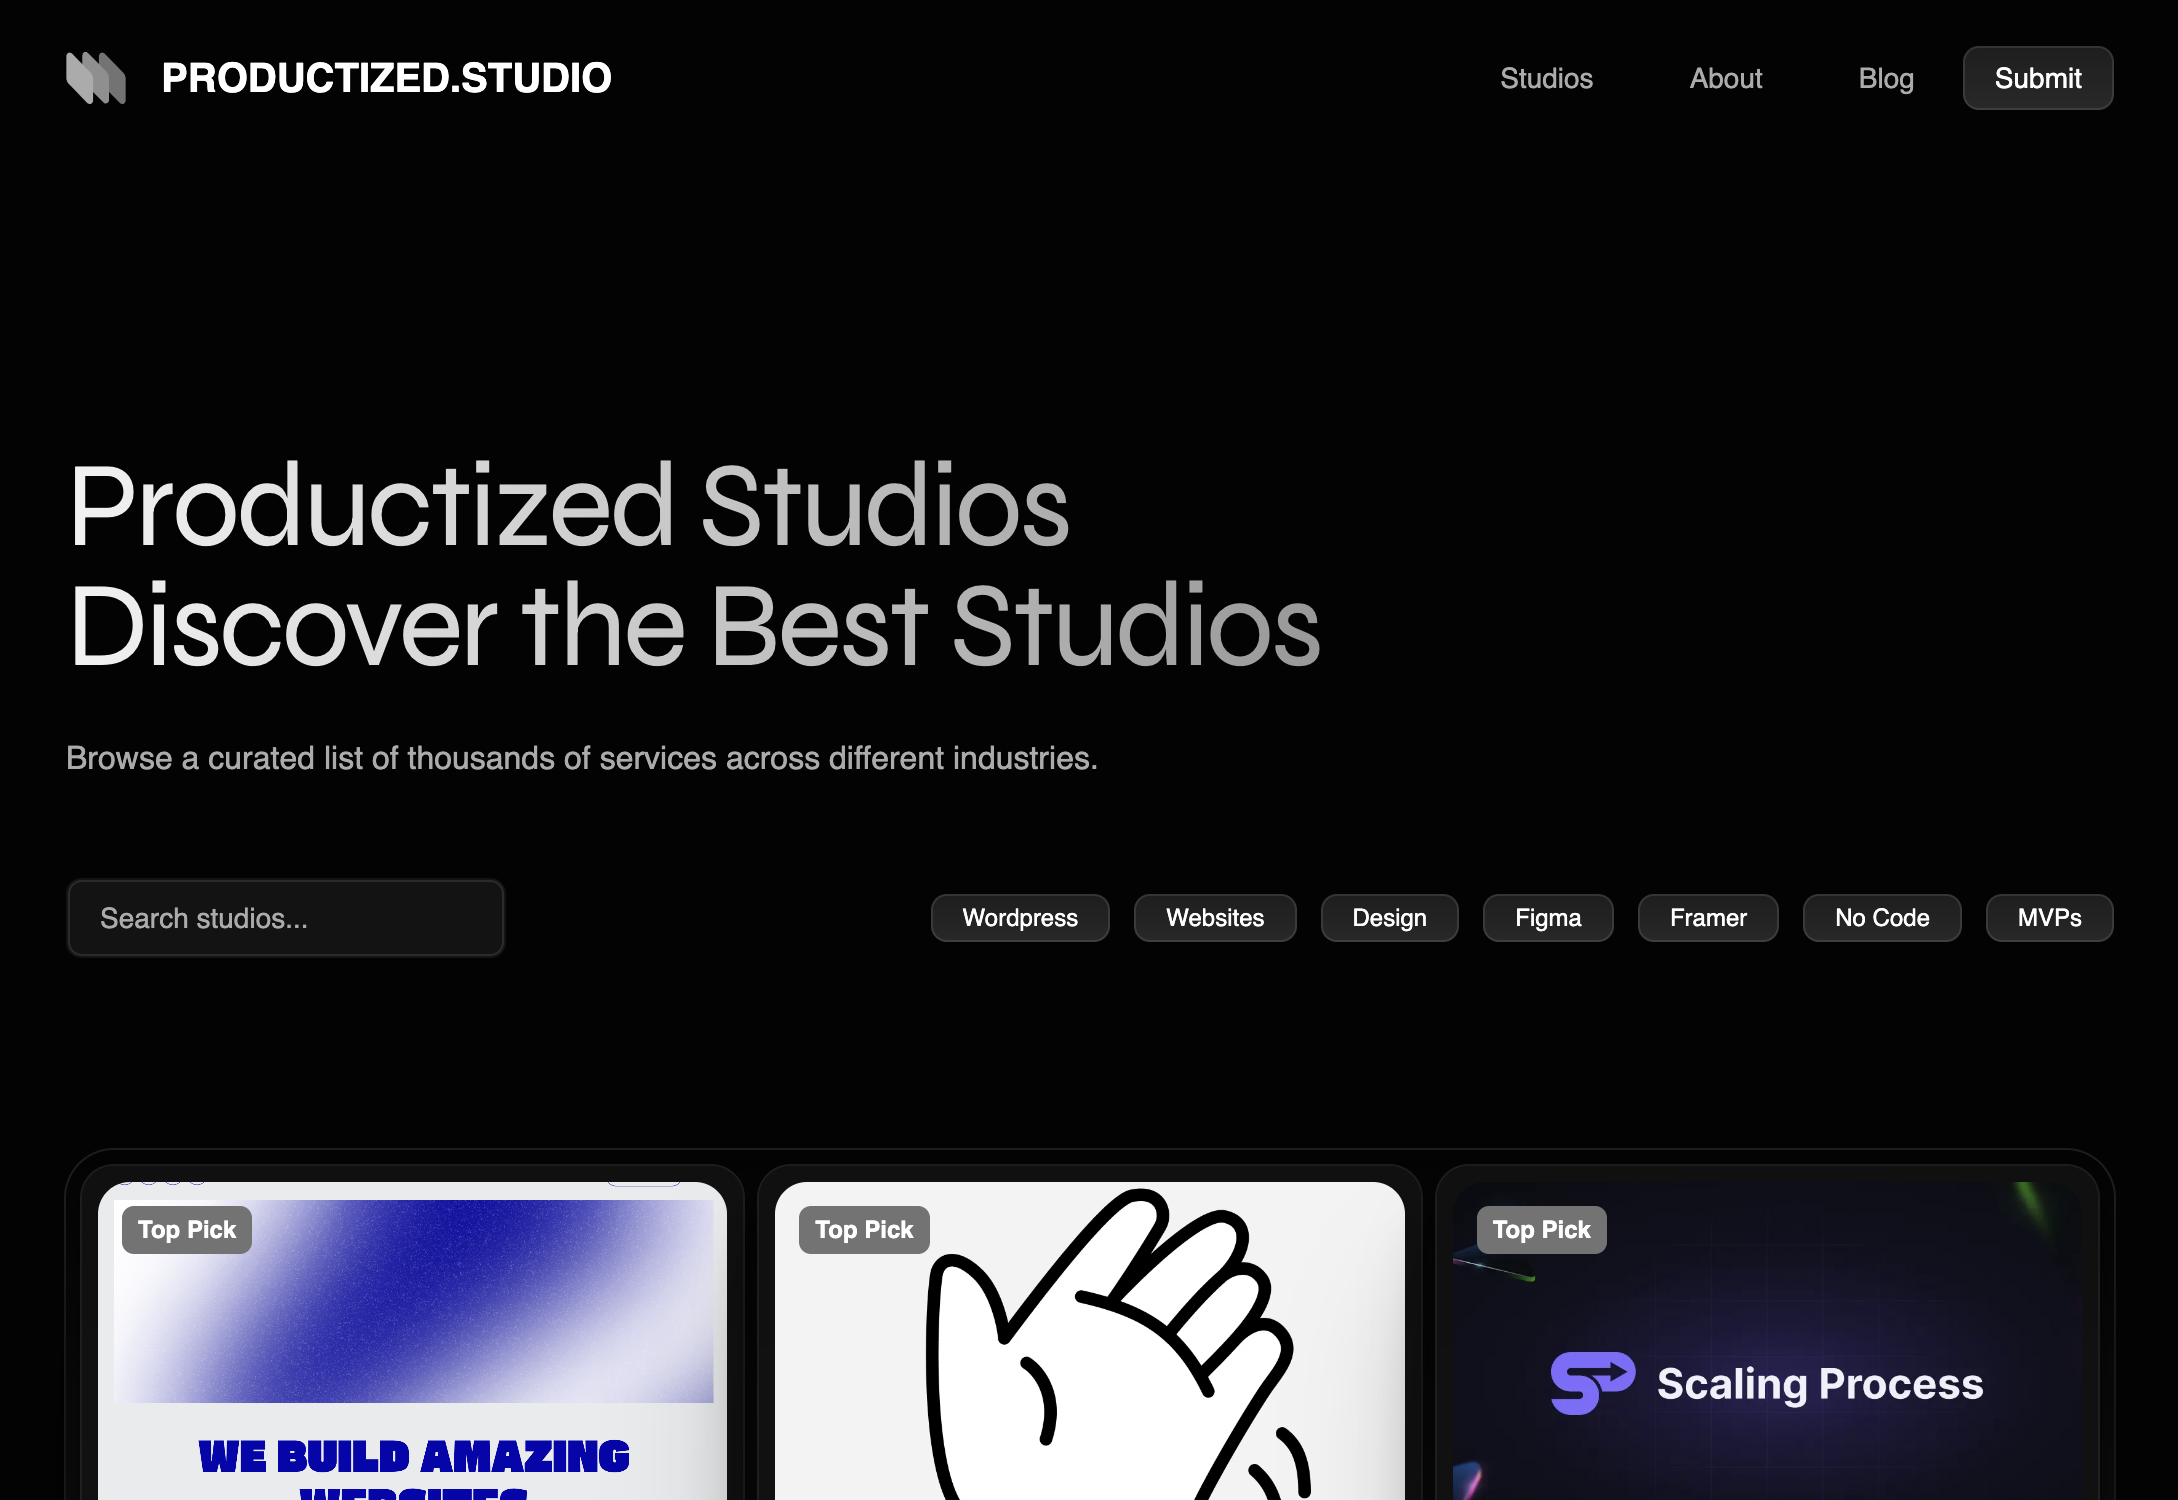 PRODUCTIZED.STUDIO
Studios
About
Blog
Submit
Productized Studios
Discover the Best Studios
Browse a curated list of thousands of services across different industries.
Search studios...
Wordpress
Websites
Design
Figma
Framer
No Code
MVPs
Top Pick
Top Pick
Top Pick
Scaling Process
WE BUILD AMAZING
WEBSITES